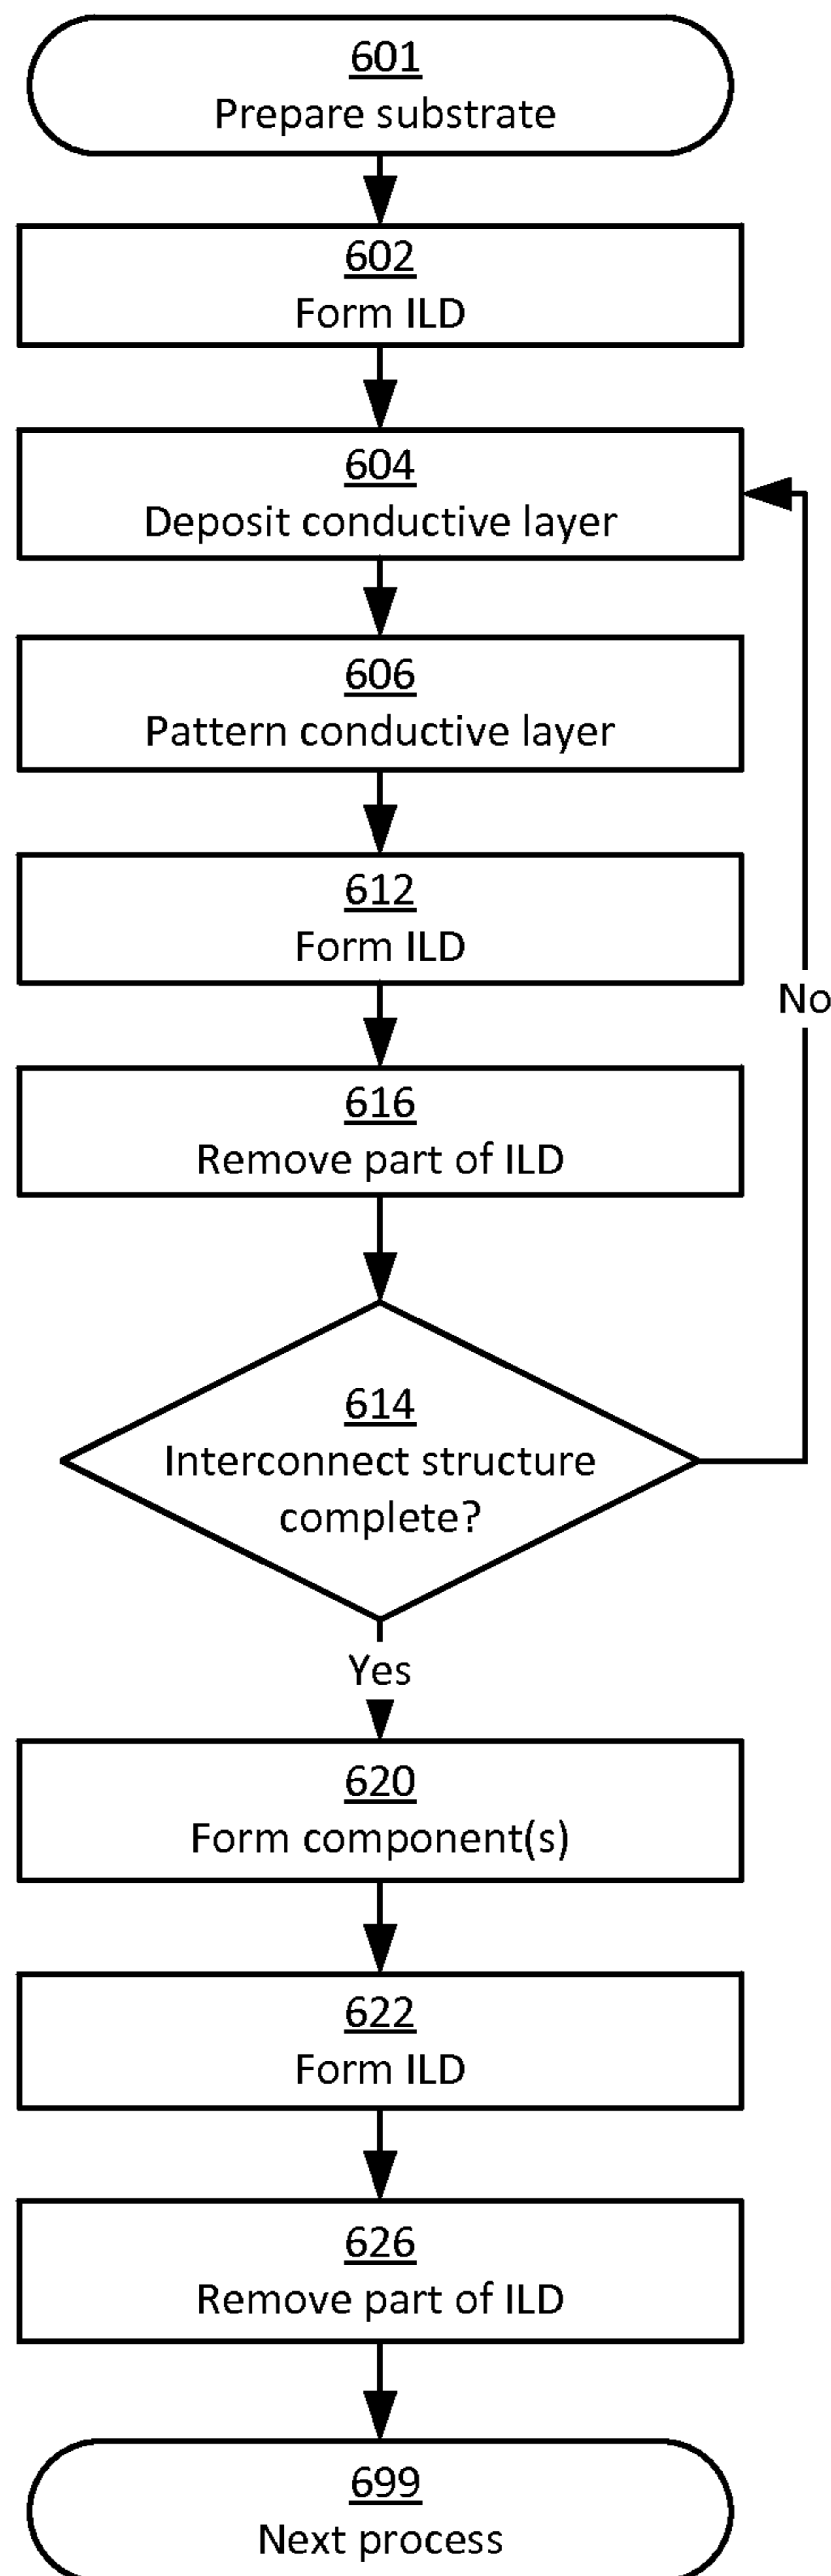 601
Prepare substrate
602
Form ILD
604
Deposit conductive layer
606
Pattern conductive layer
612
Form ILD
No
616
Remove part of ILD
614
Interconnect structure
complete?
Yes
620
Form component(s)
622
Form ILD
626
Remove part of ILD
699
Next process